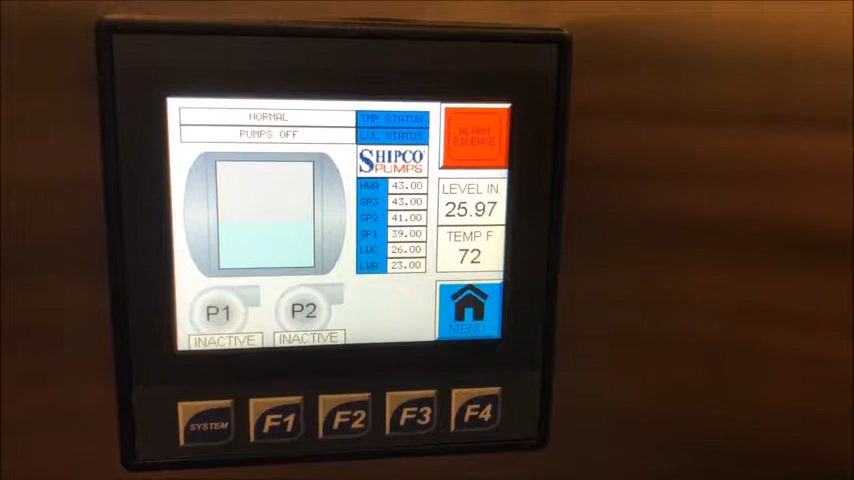 NORMAL
TMP STATUS
PUMPS OFF
LVL STATUS
ALARM
SILENCE
SHIPCO
PUMPS
HWA 43.00
SP3 43.00
SP2 41.00
SP1 39.00
LWC 26.00
LWA 23.00
LEVEL IN
25.97
TEMP F
72
MENU
P1
P2
INACTIVE
INACTIVE
SYSTEM
F1
F2
F3
F4